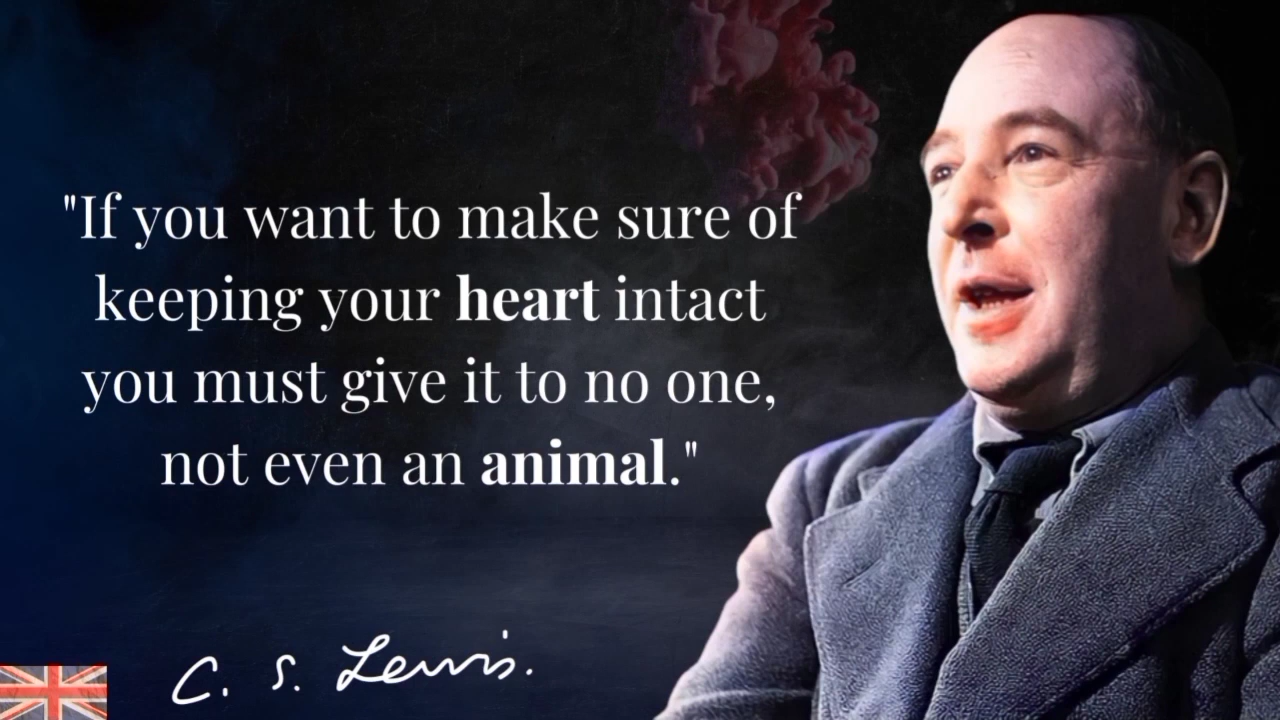 "If you want to make sure of
keeping your heart intact
you must give it to no one,
not even an animal."
C. S. Lewis.